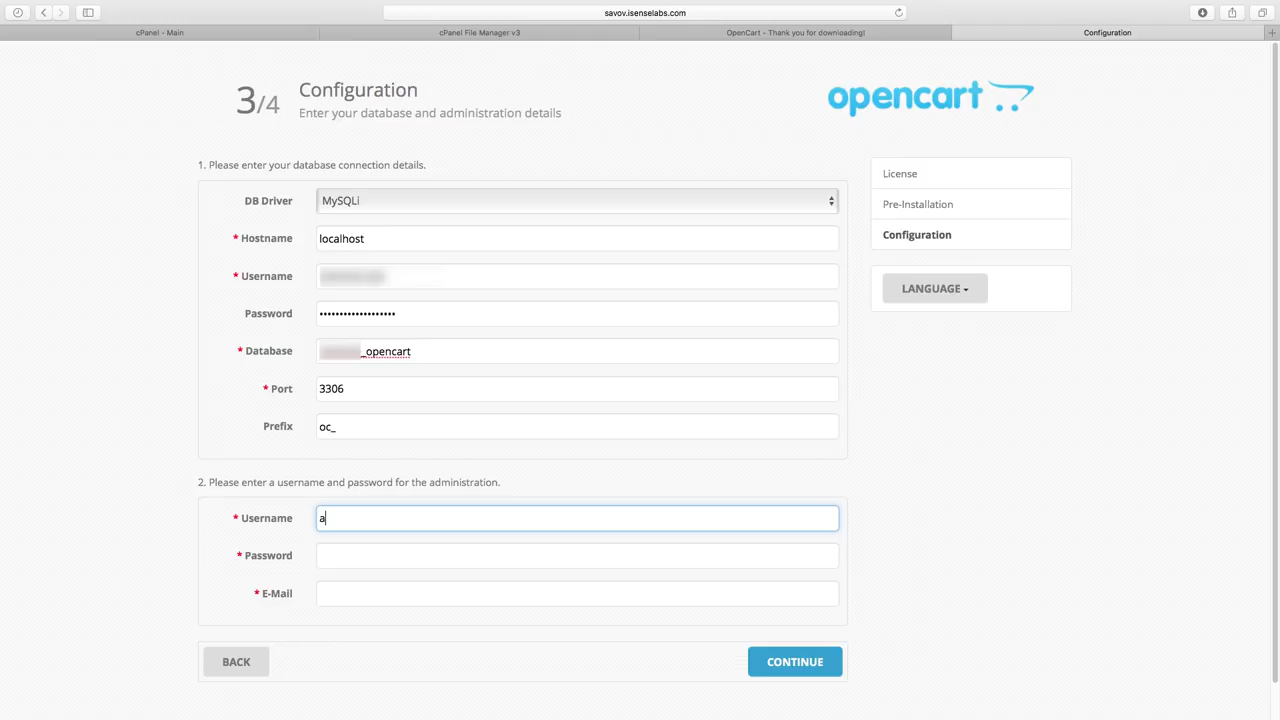 savov.isenselabs.com
cPanel - Main
cPanel File Manager v3
OpenCart - Thank you for downloading!
Configuration
3/4
Configuration
Enter your database and administration details
opencart
1. Please enter your database connection details.
DB Driver
MySQLi
* Hostname
localhost
* Username
Password
•••••••••••••••••••
* Database
_opencart
* Port
3306
Prefix
oc_
2. Please enter a username and password for the administration.
* Username
a
* Password
* E-Mail
BACK
CONTINUE
License
Pre-Installation
Configuration
LANGUAGE